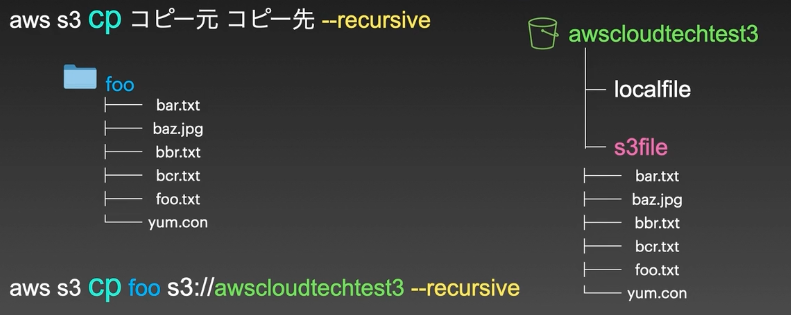 aws s3 cp コピー元 コピー先 --recursive
foo
bar.txt
baz.jpg
bbr.txt
bcr.txt
foo.txt
yum.con
awscloudtechtest3
localfile
s3file
bar.txt
baz.jpg
bbr.txt
bcr.txt
foo.txt
yum.con
aws s3 cp foo s3://awscloudtechtest3 --recursive